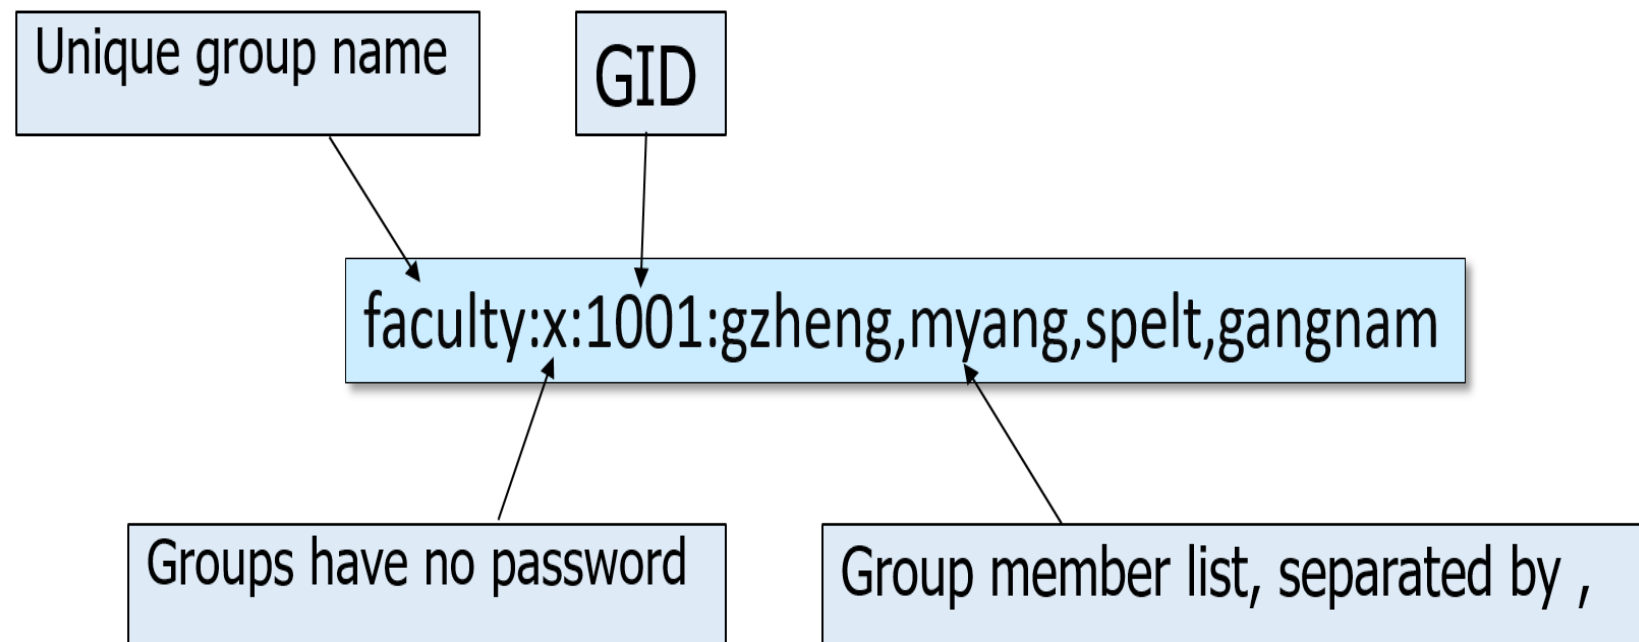 Unique group name
GID
faculty:x:1001:gzheng,myang,spelt,gangnam
Groups have no password
Group member list, separated by ,